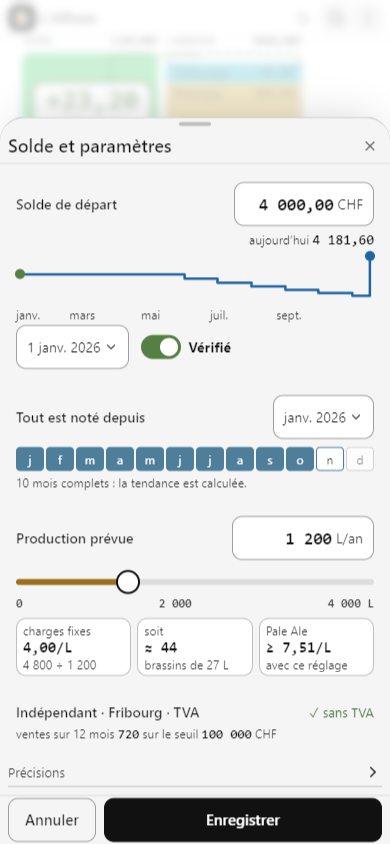 +23,20
Solde et paramètres
Solde de départ
4 000,00 CHF
aujourd'hui 4 181,60
janv. mars mai juil. sept.
1 janv. 2026
Vérifié
Tout est noté depuis
janv. 2026
j f m a m j j a s o n d
10 mois complets : la tendance est calculée.
Production prévue
1 200 L/an
0 2 000 4 000 L
charges fixes
4,00/L
4 800 ÷ 1 200
soit
≈ 44
brassins de 27 L
Pale Ale
≥ 7,51/L
avec ce réglage
Indépendant · Fribourg · TVA
✓ sans TVA
ventes sur 12 mois 720 sur le seuil 100 000 CHF
Précisions
Annuler
Enregistrer